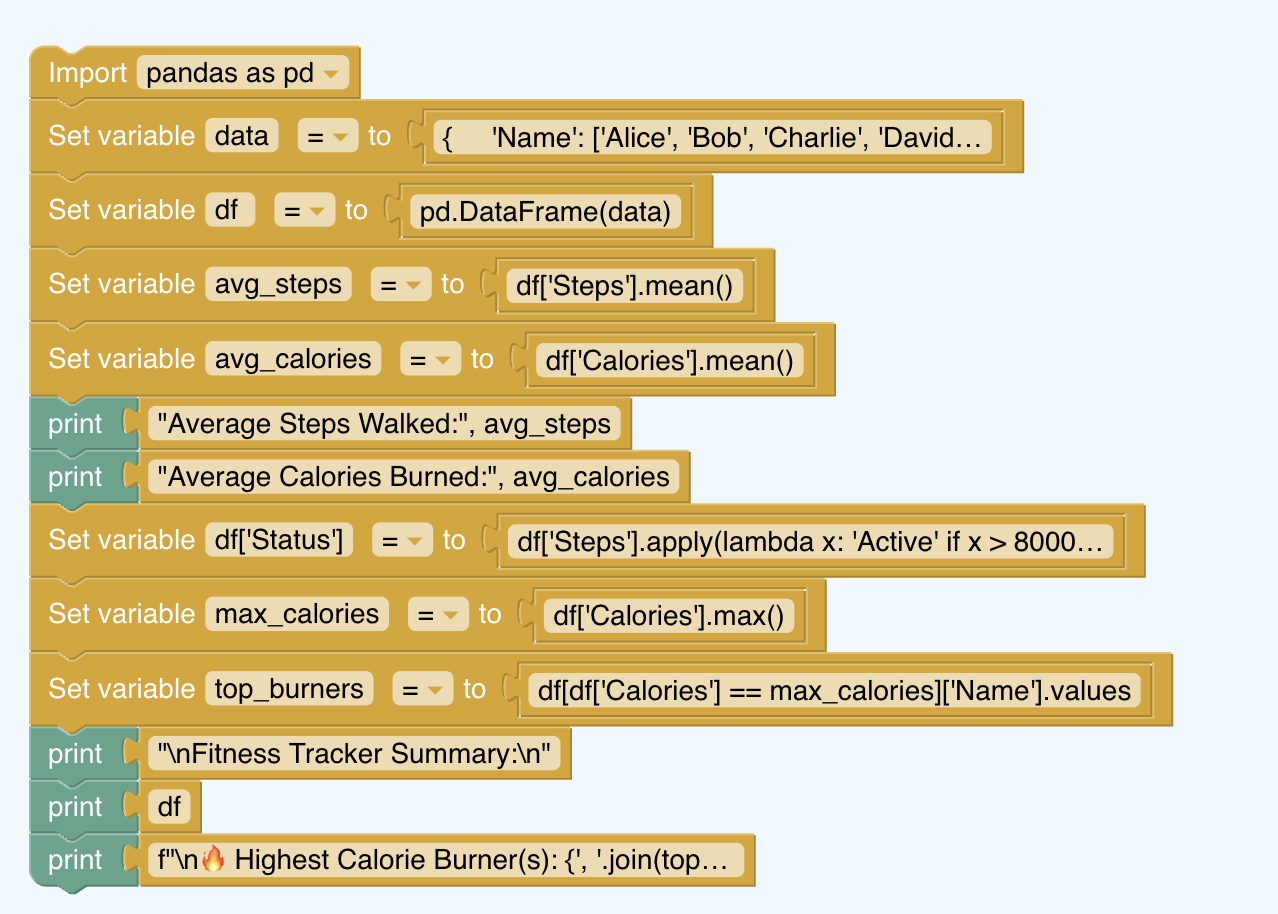 Import pandas as pd
Set variable data = to { 'Name': ['Alice', 'Bob', 'Charlie', 'David…
Set variable df = to pd.DataFrame(data)
Set variable avg_steps = to df['Steps'].mean()
Set variable avg_calories = to df['Calories'].mean()
print "Average Steps Walked:", avg_steps
print "Average Calories Burned:", avg_calories
Set variable df['Status'] = to df['Steps'].apply(lambda x: 'Active' if x > 8000…
Set variable max_calories = to df['Calories'].max()
Set variable top_burners = to df[df['Calories'] == max_calories]['Name'].values
print "\nFitness Tracker Summary:\n"
print df
print f"\n🔥 Highest Calorie Burner(s): {', '.join(top…